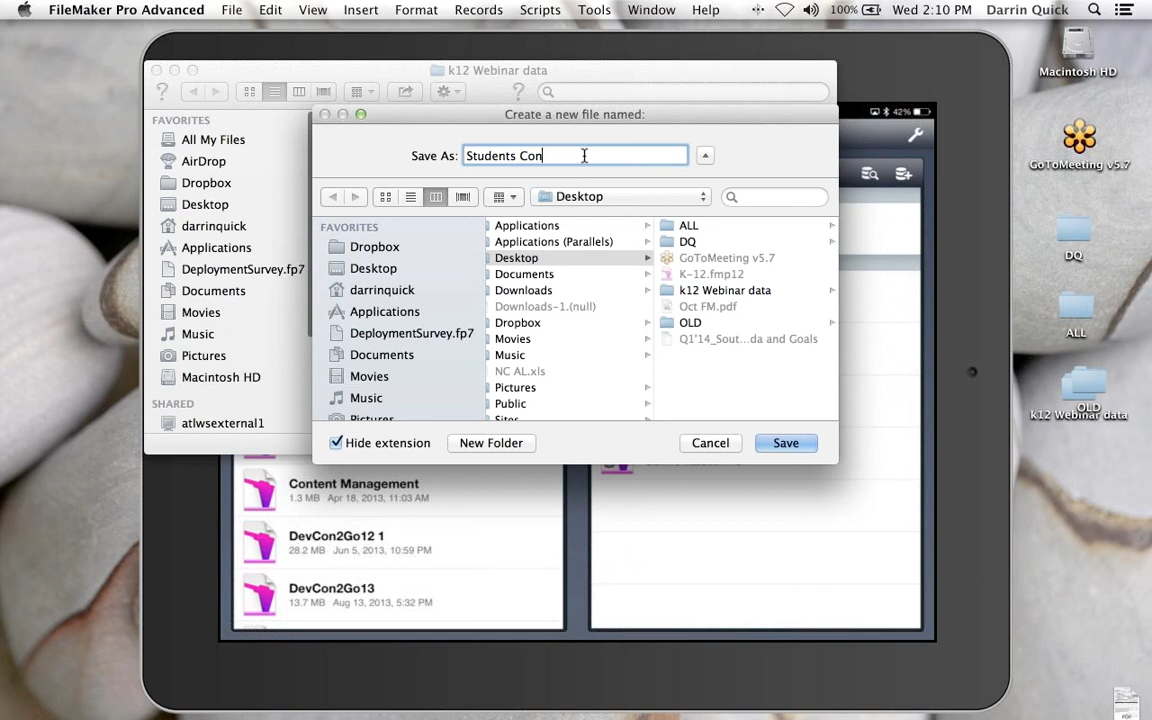 FileMaker Pro Advanced File Edit View Insert Format Records Scripts Tools Window Help 100% Wed 2:10 PM Darrin Quick
k12 Webinar data
FAVORITES
All My Files
AirDrop
Dropbox
Desktop
darrinquick
Applications
DeploymentSurvey.fp7
Documents
Movies
Music
Pictures
Macintosh HD
SHARED
atlwsexternal1
Create a new file named:
Save As: Students Con
Desktop
FAVORITES
Dropbox
Desktop
darrinquick
Applications
DeploymentSurvey.fp7
Documents
Movies
Music
Pictures
Applications
Applications (Parallels)
Desktop
Documents
Downloads
Downloads-1.(null)
Dropbox
Movies
Music
NC AL.xls
Pictures
Public
Sites
ALL
DQ
GoToMeeting v5.7
K-12.fmp12
k12 Webinar data
Oct FM.pdf
OLD
Q1'14_Sout...da and Goals
Hide extension
New Folder
Cancel
Save
42%
Content Management
1.3 MB Apr 18, 2013, 11:03 AM
DevCon2Go12 1
28.2 MB Jun 5, 2013, 10:59 PM
DevCon2Go13
13.7 MB Aug 13, 2013, 5:32 PM
Macintosh HD
GoToMeeting v5.7
DQ
ALL
OLD
k12 Webinar data
PDF